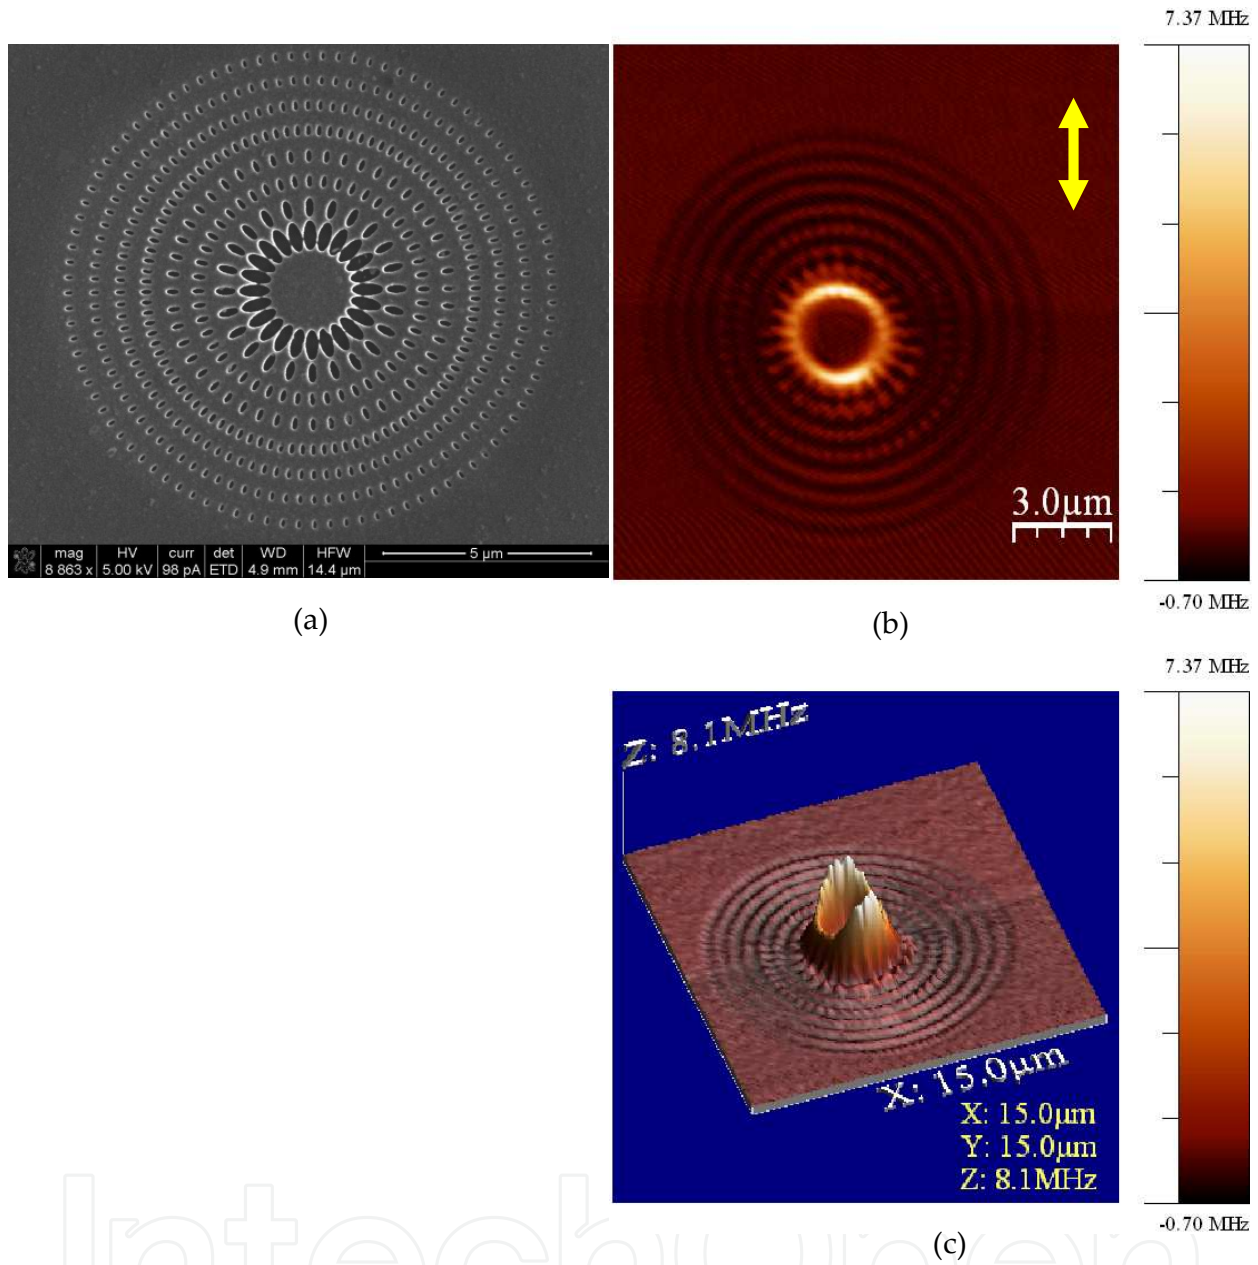 7.37 MHz
3.0µm
mag HV curr det WD HFW
5 µm
8 863 x 5.00 kV 98 pA ETD 4.9 mm 14.4 µm
-0.70 MHz
(a)
(b)
7.37 MHz
Z: 8.1MHz
X: 15.0µm
X: 15.0µm
Y: 15.0µm
Z: 8.1MHz
-0.70 MHz
(c)
IntechOpen